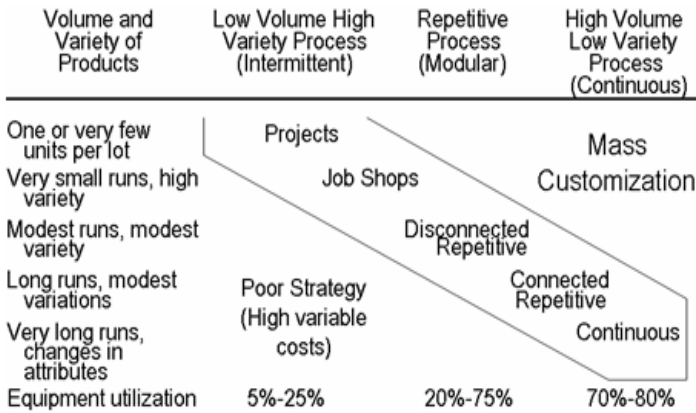 Volume and
Variety of
Products
Low Volume High
Variety Process
(Intermittent)
Repetitive
Process
(Modular)
High Volume
Low Variety
Process
(Continuous)
One or very few
units per lot
Projects
Mass
Customization
Very small runs, high
variety
Job Shops
Modest runs, modest
variety
Disconnected
Repetitive
Long runs, modest
variations
Poor Strategy
(High variable
costs)
Connected
Repetitive
Very long runs,
changes in
attributes
Continuous
Equipment utilization
5%-25%
20%-75%
70%-80%